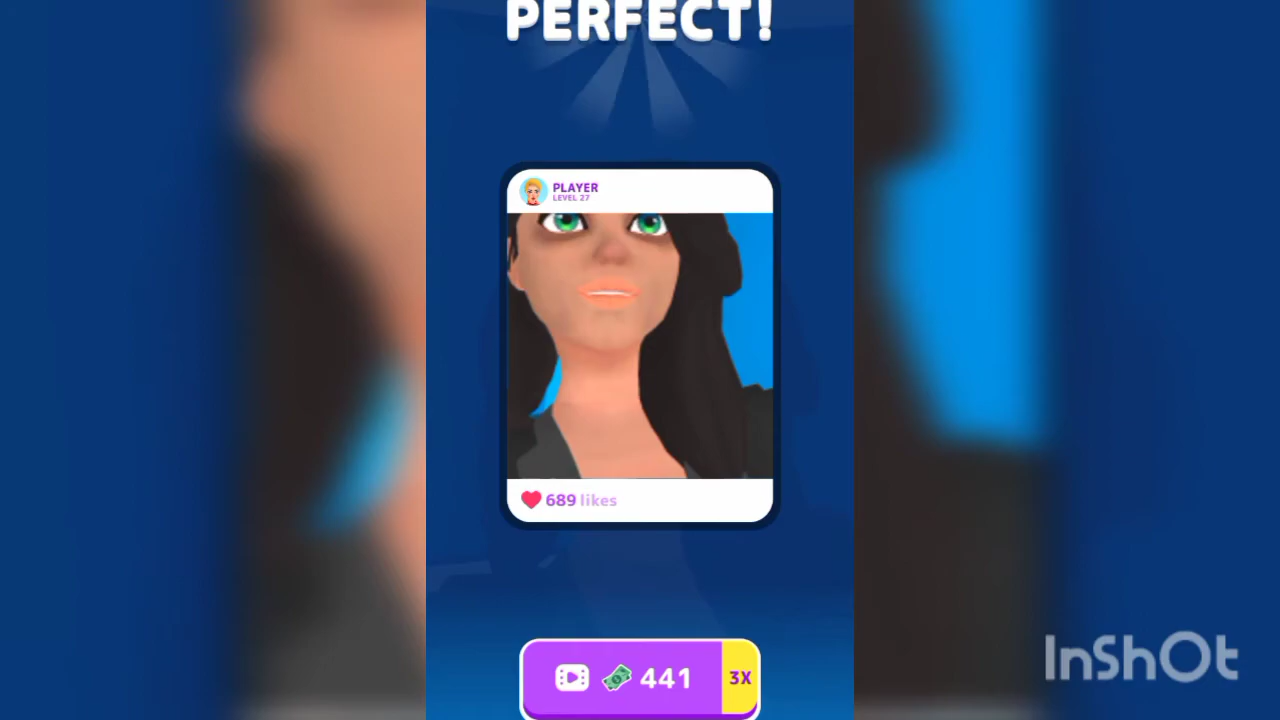 PERFECT!
PLAYER
LEVEL 27
689 likes
441 3X
InShOt